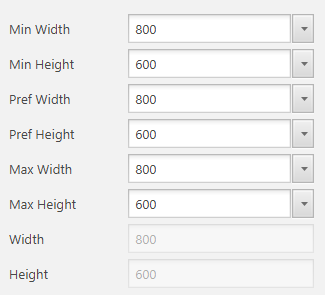 Min Width 800
Min Height 600
Pref Width 800
Pref Height 600
Max Width 800
Max Height 600
Width 800
Height 600